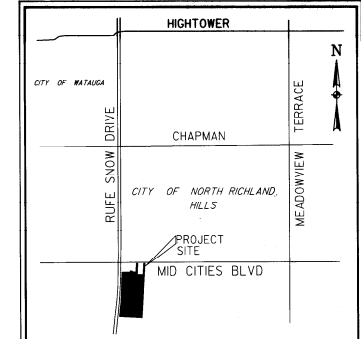 HIGHTOWER
N
CITY OF WATAUGA
RUFE SNOW DRIVE
CHAPMAN
MEADOWVIEW TERRACE
CITY OF NORTH RICHLAND,
HILLS
PROJECT
SITE
MID CITIES BLVD